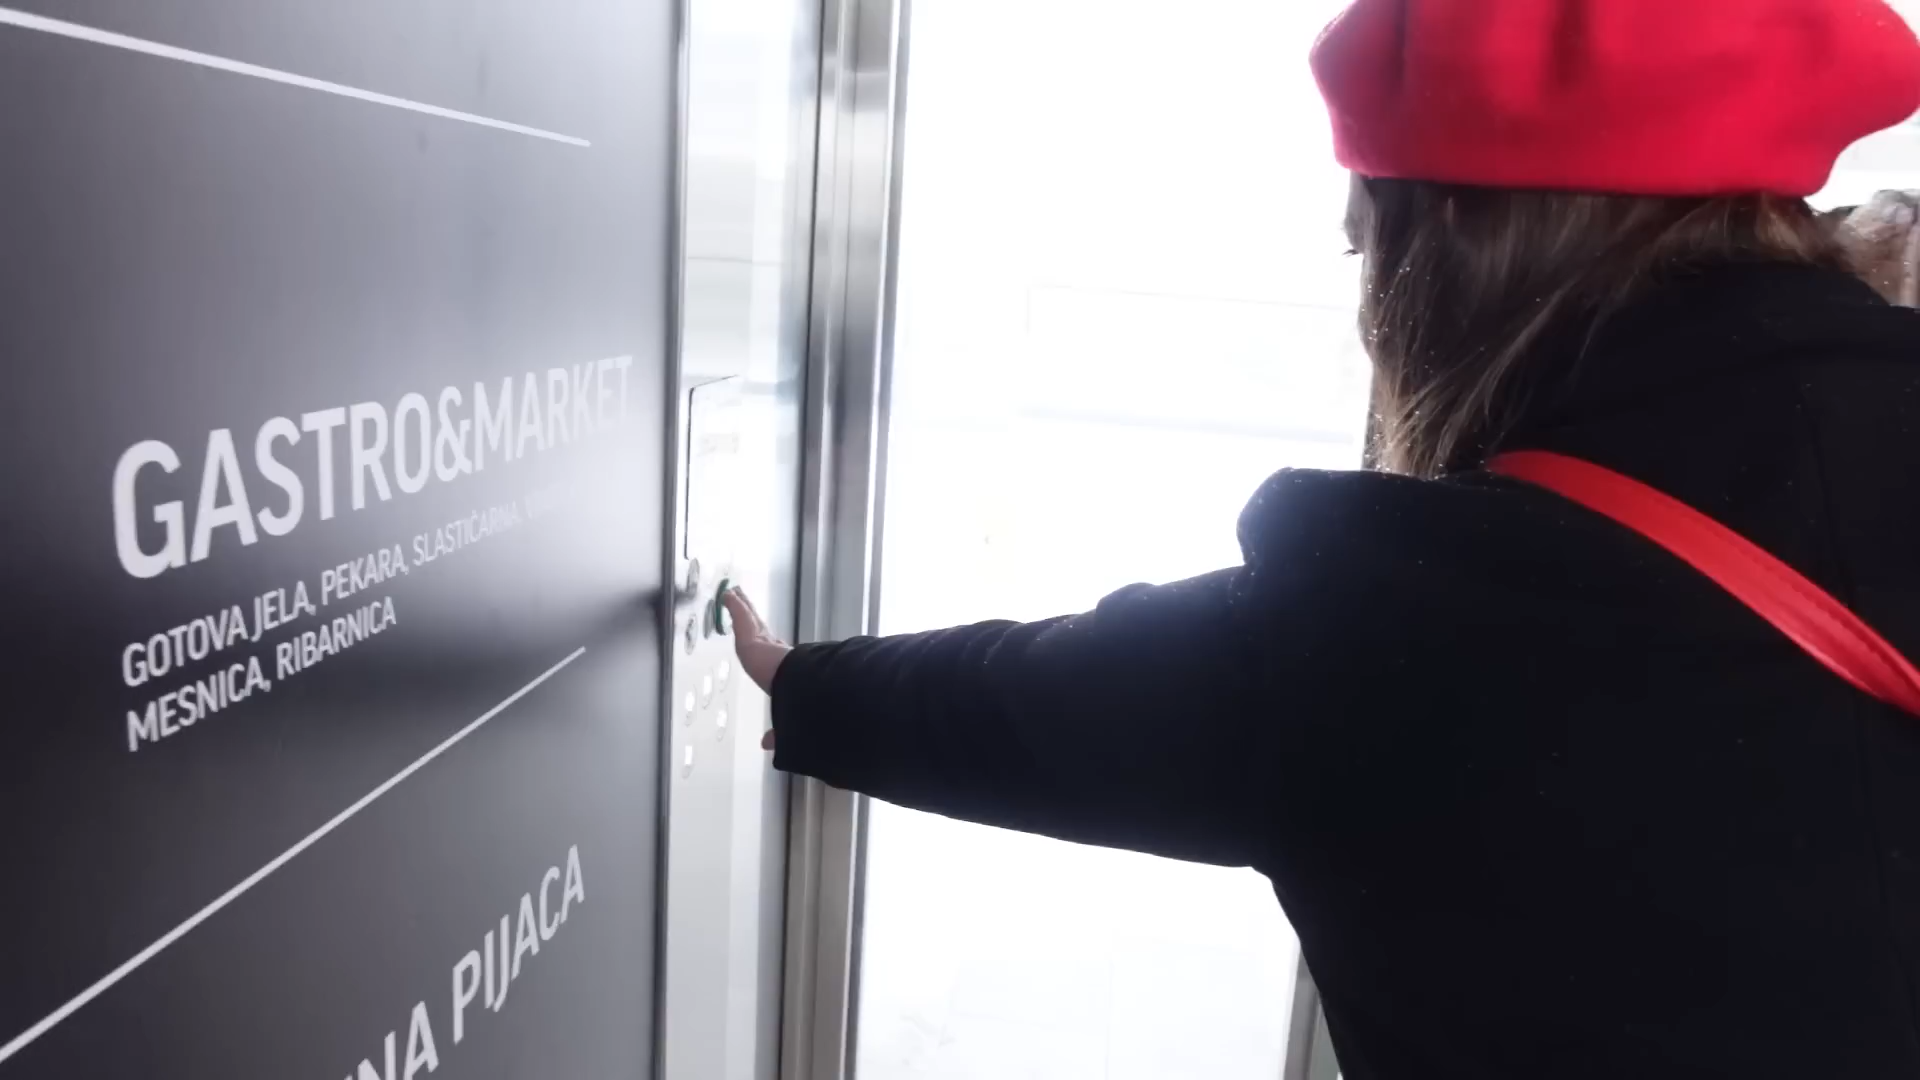 GASTRO&MARKET
GOTOVA JELA, PEKARA, SLASTIČARNA,
MESNICA, RIBARNICA
PIJACA